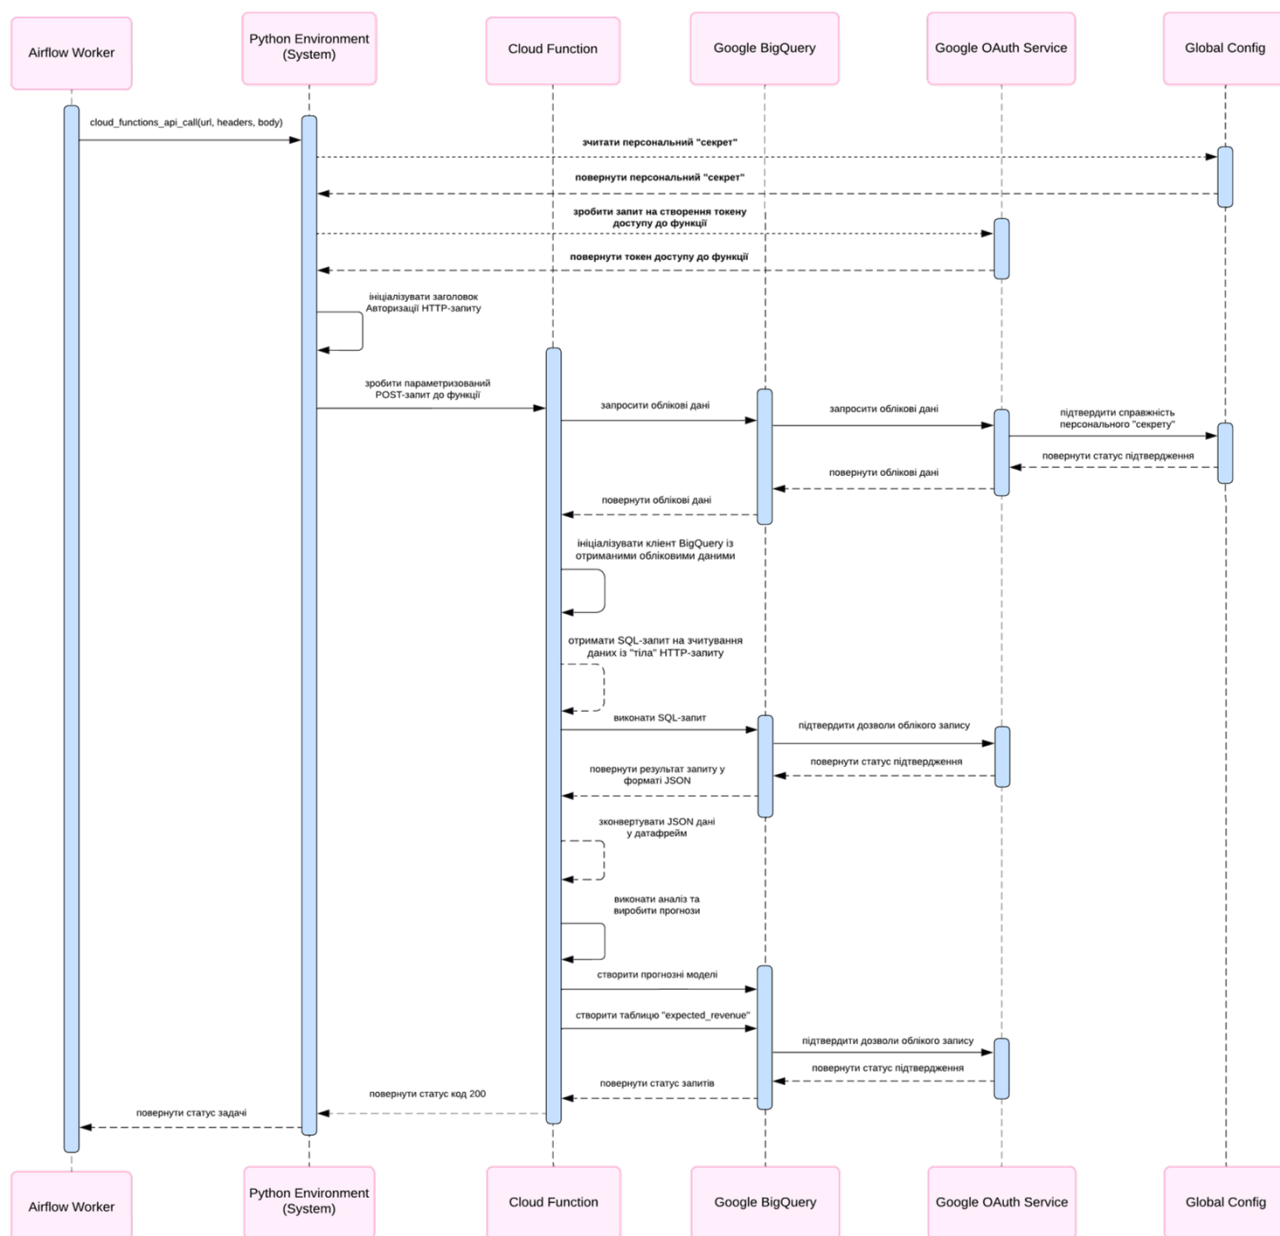 Airflow Worker
Python Environment
(System)
Cloud Function
Google BigQuery
Google OAuth Service
Global Config
cloud_functions_api_call(url, headers, body)
зчитати персональний "секрет"
повернути персональний "секрет"
зробити запит на створення токену
доступу до функції
повернути токен доступу до функції
ініціалізувати заголовок
Авторизації HTTP-запиту
зробити параметризований
POST-запит до функції
запросити облікові дані
запросити облікові дані
підтвердити справжність
персонального "секрету"
повернути статус підтвердження
повернути облікові дані
повернути облікові дані
ініціалізувати клієнт BigQuery із
отриманими обліковими даними
отримати SQL-запит на зчитування
даних із "тіла" HTTP-запиту
виконати SQL-запит
підтвердити дозволи облікого запису
повернути статус підтвердження
повернути результат запиту у
форматі JSON
зконвертувати JSON дані
у датафрейм
виконати аналіз та
виробити прогнози
створити прогнозні моделі
створити таблицю "expected_revenue"
підтвердити дозволи облікого запису
повернути статус підтвердження
повернути статус запитів
повернути статус код 200
повернути статус задачі
Airflow Worker
Python Environment
(System)
Cloud Function
Google BigQuery
Google OAuth Service
Global Config